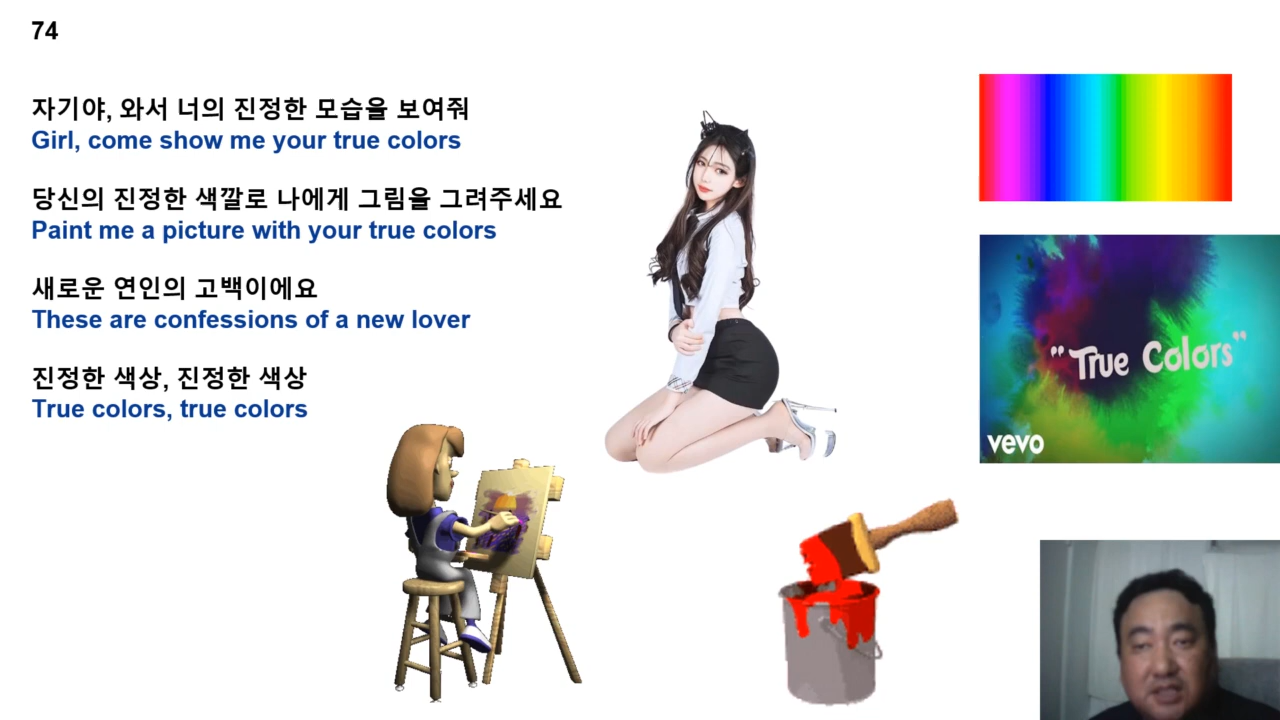 74
자기야, 와서 너의 진정한 모습을 보여줘
Girl, come show me your true colors
당신의 진정한 색깔로 나에게 그림을 그려주세요
Paint me a picture with your true colors
새로운 연인의 고백이에요
These are confessions of a new lover
진정한 색상, 진정한 색상
True colors, true colors
"True Colors"
vevo